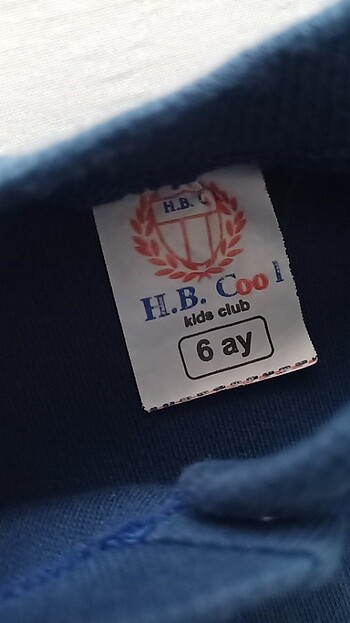 H.B. C
H.B. Cool
kids club
6 ay